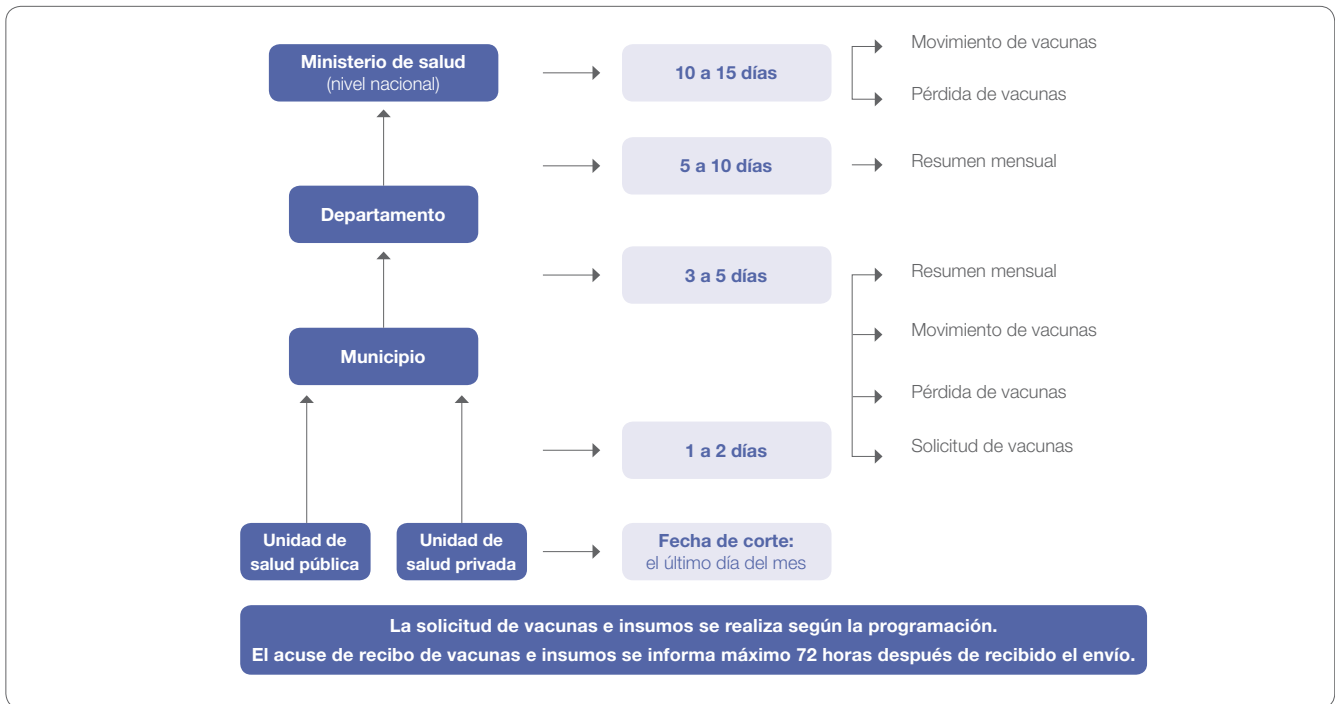 Ministerio de salud
(nivel nacional)
10 a 15 días
Movimiento de vacunas
Pérdida de vacunas
5 a 10 días
Resumen mensual
Departamento
3 a 5 días
Resumen mensual
Movimiento de vacunas
Municipio
Pérdida de vacunas
1 a 2 días
Solicitud de vacunas
Unidad de
salud pública
Unidad de
salud privada
Fecha de corte:
el último día del mes
La solicitud de vacunas e insumos se realiza según la programación.
El acuse de recibo de vacunas e insumos se informa máximo 72 horas después de recibido el envío.